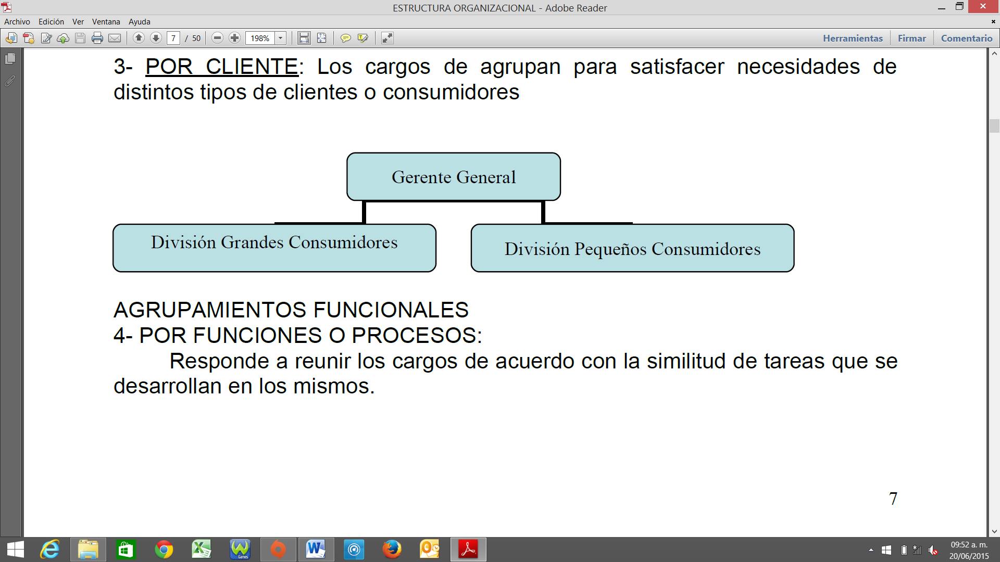 ESTRUCTURA ORGANIZACIONAL - Adobe Reader
Archivo Edición Ver Ventana Ayuda
7 / 50 198% Herramientas Firmar Comentario
3- POR CLIENTE: Los cargos de agrupan para satisfacer necesidades de
distintos tipos de clientes o consumidores
Gerente General
División Grandes Consumidores
División Pequeños Consumidores
AGRUPAMIENTOS FUNCIONALES
4- POR FUNCIONES O PROCESOS:
Responde a reunir los cargos de acuerdo con la similitud de tareas que se
desarrollan en los mismos.
7
Games
09:52 a. m.
20/06/2015